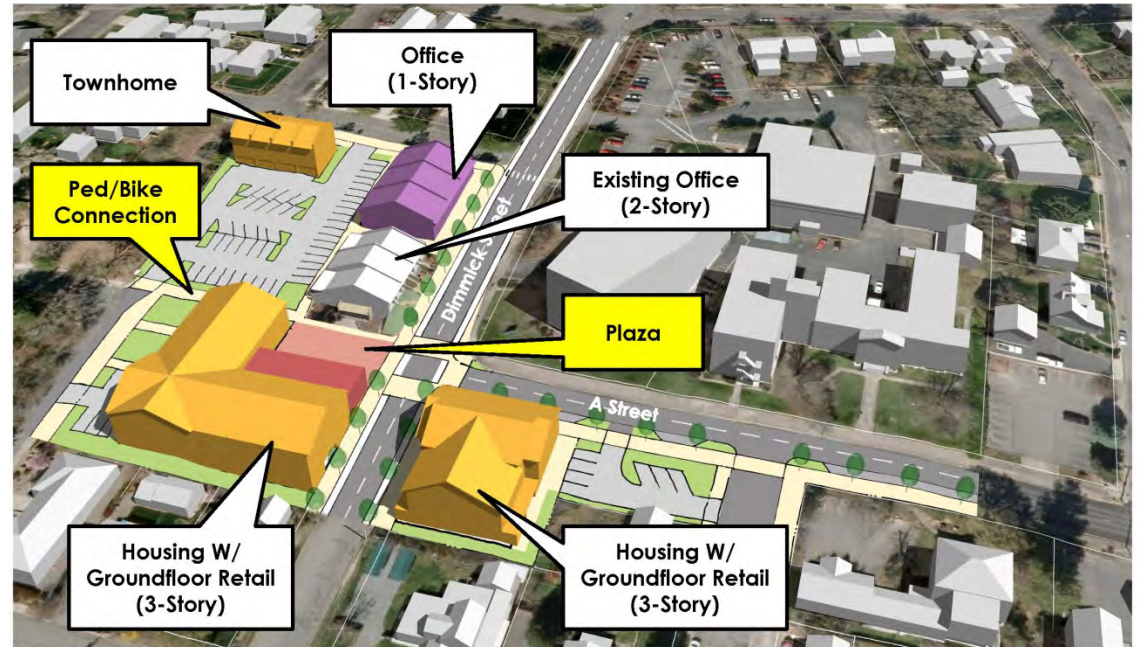 Townhome
Office
(1-Story)
Ped/Bike
Connection
Existing Office
(2-Story)
Dimmick Street
Plaza
A Street
Housing W/
Groundfloor Retail
(3-Story)
Housing W/
Groundfloor Retail
(3-Story)